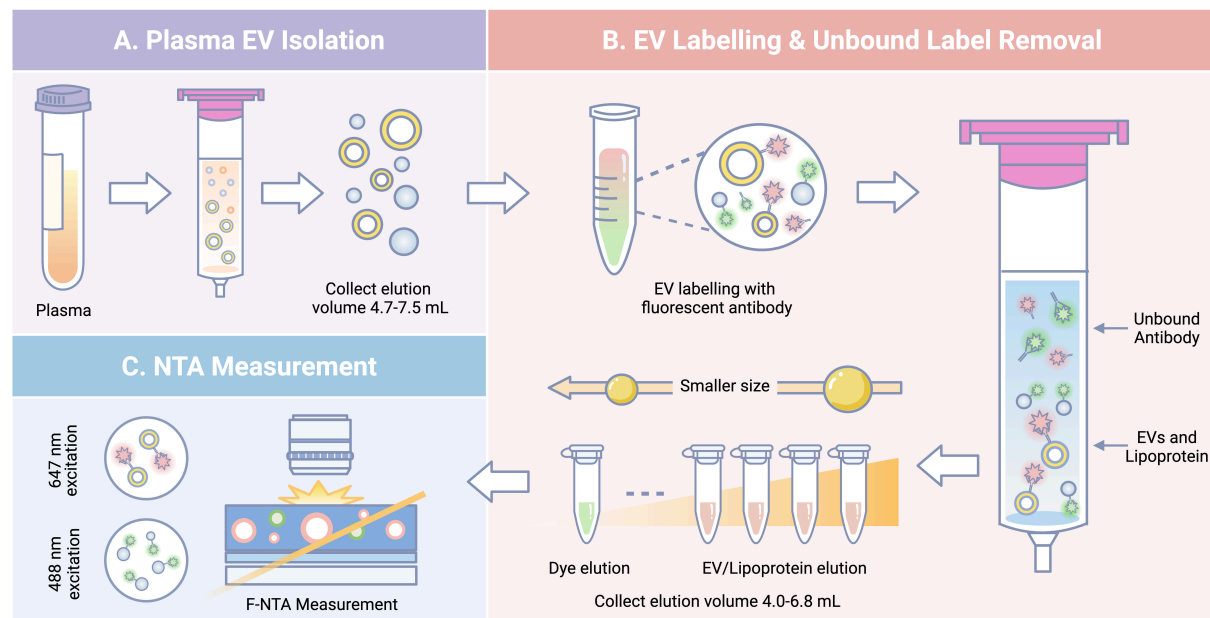 A. Plasma EV Isolation
Plasma
Collect elution
volume 4.7-7.5 mL
B. EV Labelling & Unbound Label Removal
EV labelling with
fluorescent antibody
Unbound
Antibody
EVs and
Lipoprotein
Smaller size
Dye elution
EV/Lipoprotein elution
Collect elution volume 4.0-6.8 mL
C. NTA Measurement
647 nm
excitation
488 nm
excitation
F-NTA Measurement